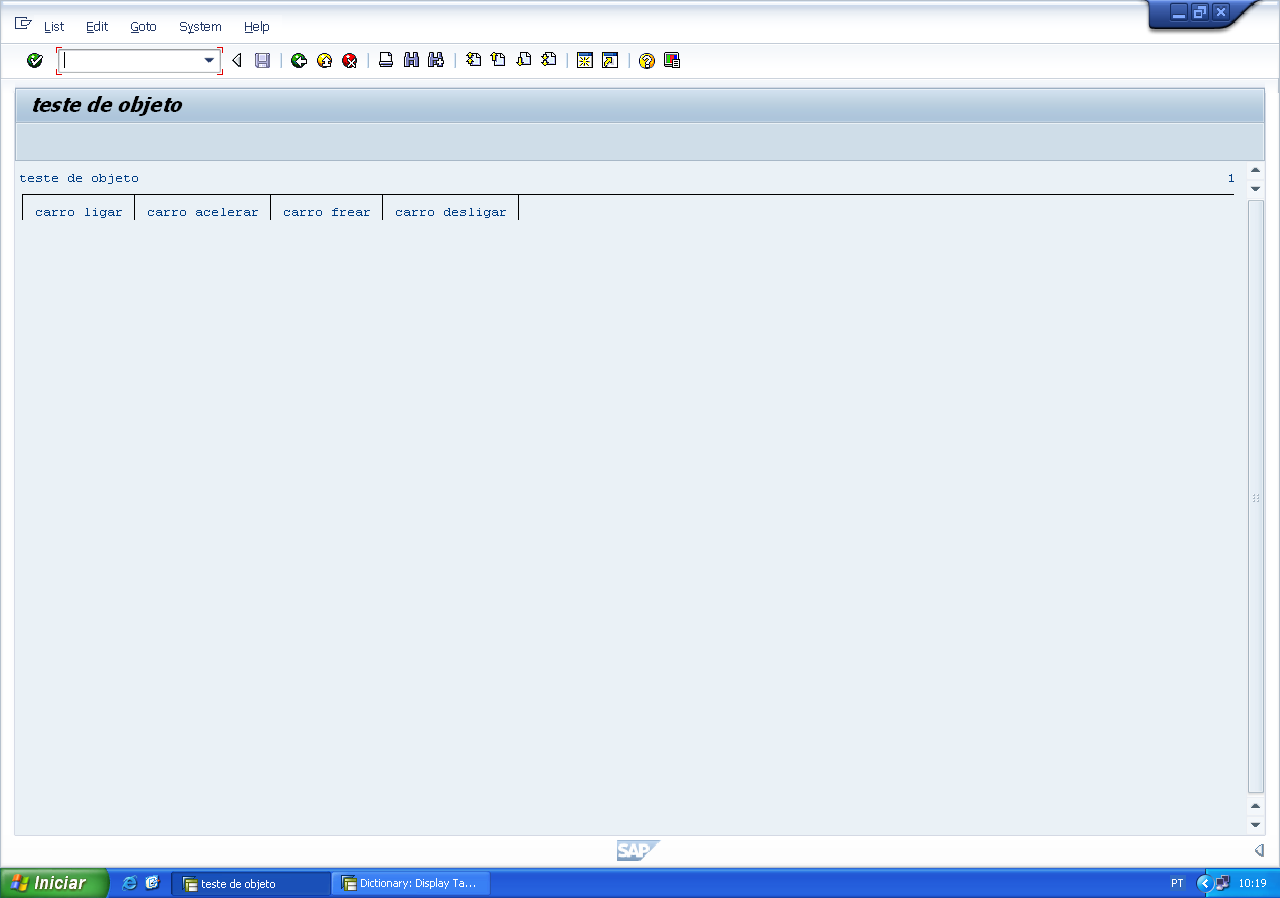 List Edit Goto System Help
teste de objeto
teste de objeto 1
carro ligar carro acelerar carro frear carro desligar
SAP
Iniciar teste de objeto Dictionary: Display Ta... PT 10:19